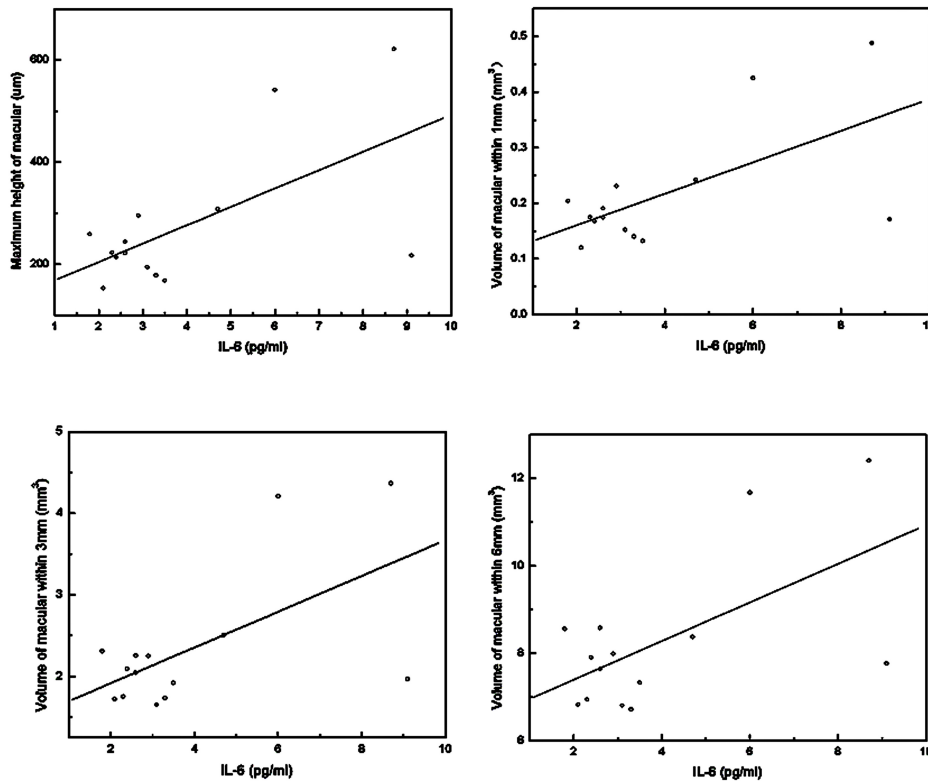 Maximum height of macular (um)
600
400
200
1 2 3 4 5 6 7 8 9 10
IL-6 (pg/ml)
Volume of macular within 1mm (mm³)
0.5
0.4
0.3
0.2
0.1
0.0
2 4 6 8 10
IL-6 (pg/ml)
Volume of macular within 3mm (mm³)
5
4
3
2
2 4 6 8 10
IL-6 (pg/ml)
Volume of macular within 6mm (mm³)
12
10
8
6
2 4 6 8 10
IL-6 (pg/ml)